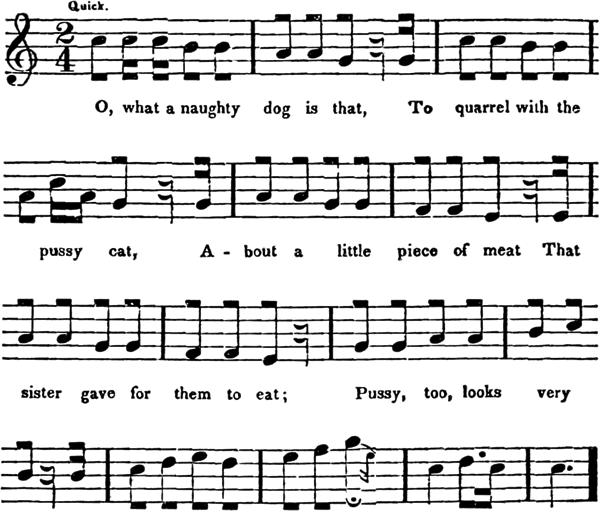 Quick.
2
4
O, what a naughty dog is that, To quarrel with the
pussy cat, A - bout a little piece of meat That
sister gave for them to eat; Pussy, too, looks very